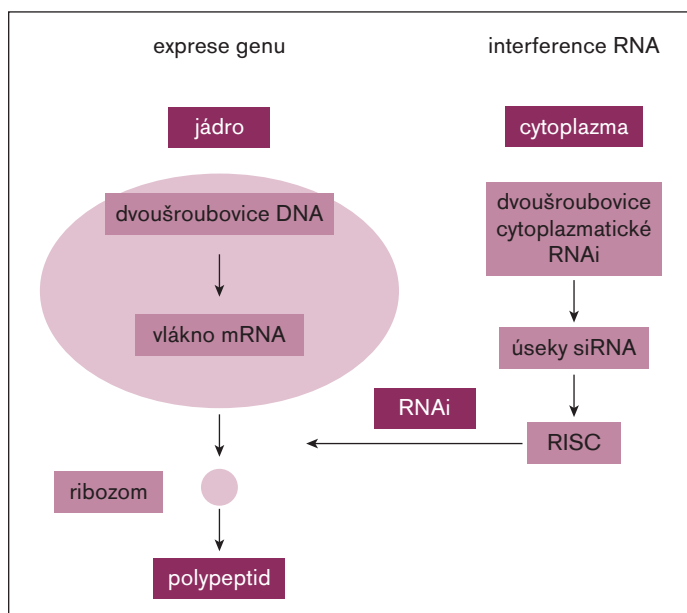 exprese genu
interference RNA
jádro
cytoplazma
dvoušroubovice DNA
dvoušroubovice
cytoplazmatické
RNAi
vlákno mRNA
úseky siRNA
RNAi
RISC
ribozom
polypeptid